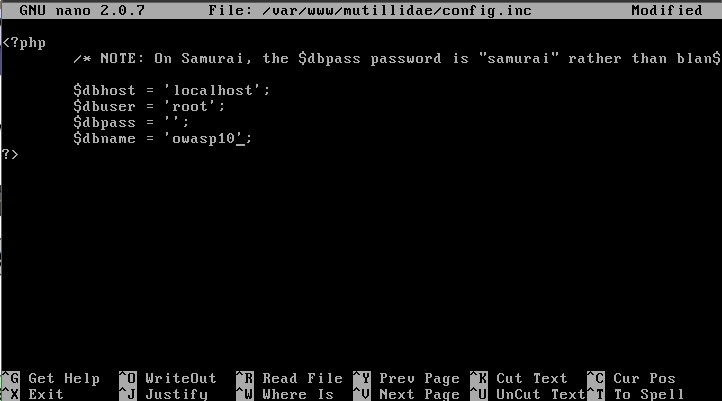 GNU nano 2.0.7 File: /var/www/mutillidae/config.inc Modified
<?php
/* NOTE: On Samurai, the $dbpass password is "samurai" rather than blan$
$dbhost = 'localhost';
$dbuser = 'root';
$dbpass = '';
$dbname = 'owasp10';
?>
^G Get Help ^O WriteOut ^R Read File ^Y Prev Page ^K Cut Text ^C Cur Pos
^X Exit ^J Justify ^W Where Is ^V Next Page ^U UnCut Text ^T To Spell